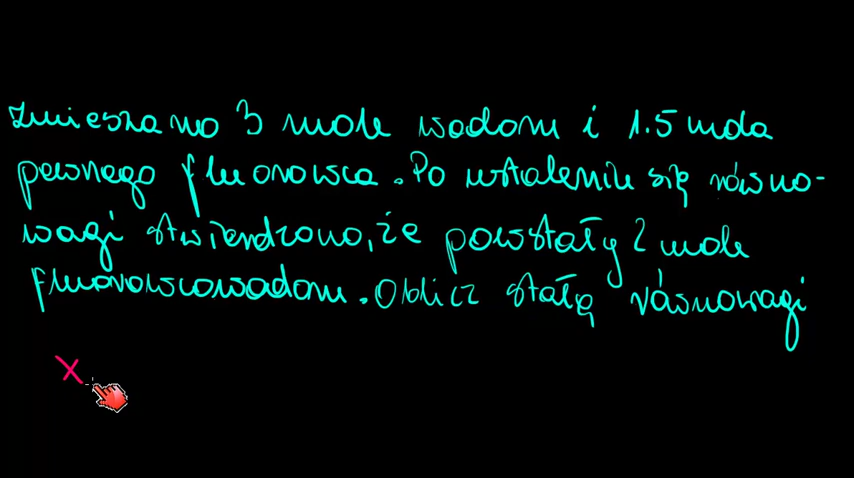 Zmieszano 3 mole wodoru i 1.5 mola
pewnego fluorowca. Po ustaleniu się równo-
wagi stwierdzono, że powstały 2 mole
fluorowcowodoru. Oblicz stałą równowagi
X